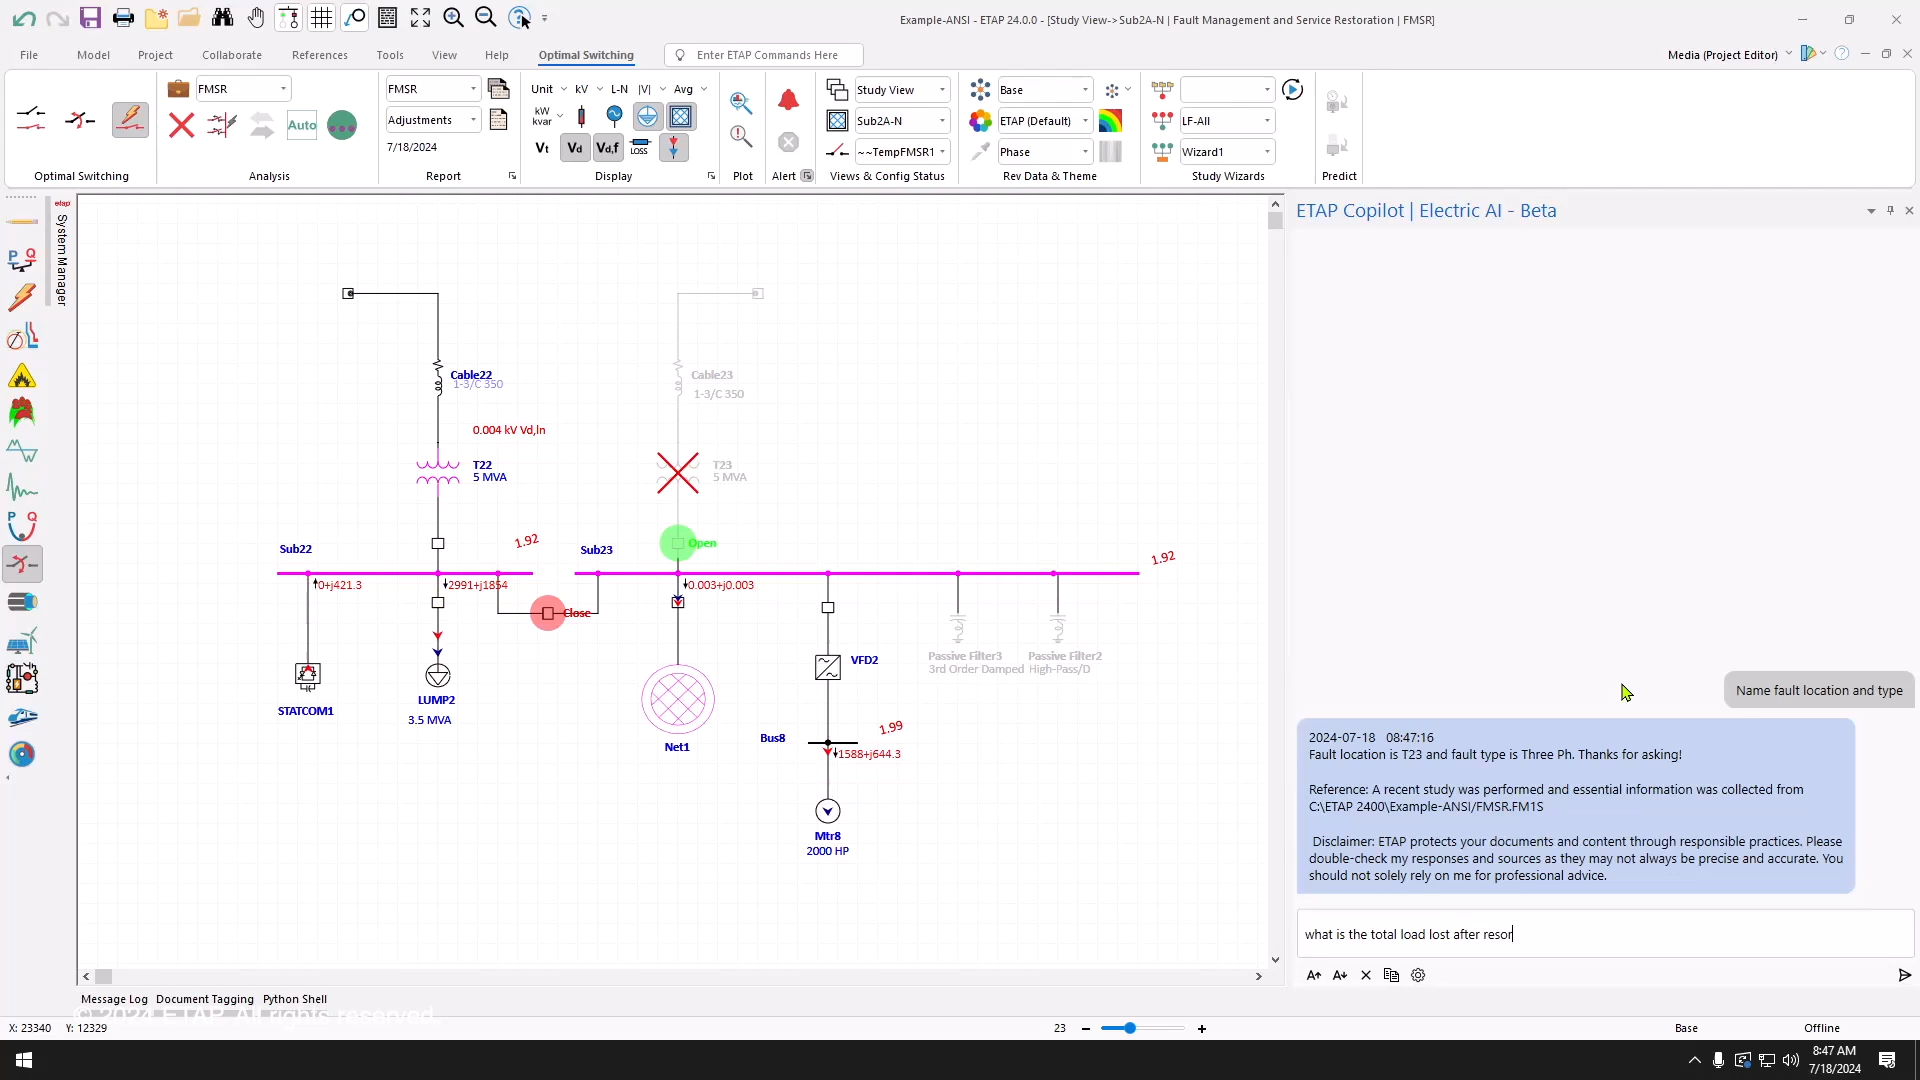 Example-ANSI - ETAP 24.0.0 - [Study View->Sub2A-N | Fault Management and Service Restoration | FMSR]
File Model Project Collaborate References Tools View Help Optimal Switching Enter ETAP Commands Here Media (Project Editor)
FMSR FMSR Unit kV L-N |V| Avg Study View Base
kW
kvar
Auto Adjustments Sub2A-N ETAP (Default) LF-All
7/18/2024 Vt Vd Vd,f LOSS ~~TempFMSR1 Phase Wizard1
Optimal Switching Analysis Report Display Plot Alert Views & Config Status Rev Data & Theme Study Wizards Predict
etap
System Manager
P Q
P Q
Cable22
1-3/C 350
Cable23
1-3/C 350
0.004 kV Vd,ln
T22
5 MVA
T23
5 MVA
Sub22
1.92
Sub23
Open
1.92
0+j421.3
2991+j1854
0.003+j0.003
Close
STATCOM1
LUMP2
3.5 MVA
Net1
VFD2
Passive Filter3
3rd Order Damped
Passive Filter2
High-Pass/D
Bus8
1.99
1588+j644.3
Mtr8
2000 HP
ETAP Copilot | Electric AI - Beta
Name fault location and type
2024-07-18 08:47:16
Fault location is T23 and fault type is Three Ph. Thanks for asking!
Reference: A recent study was performed and essential information was collected from
C:\ETAP 2400\Example-ANSI/FMSR.FM1S
Disclaimer: ETAP protects your documents and content through responsible practices. Please
double-check my responses and sources as they may not always be precise and accurate. You
should not solely rely on me for professional advice.
what is the total load lost after resor
Message Log Document Tagging Python Shell
© 2024 ETAP. All rights reserved.
X: 23340 Y: 12329 23 Base Offline
8:47 AM
7/18/2024